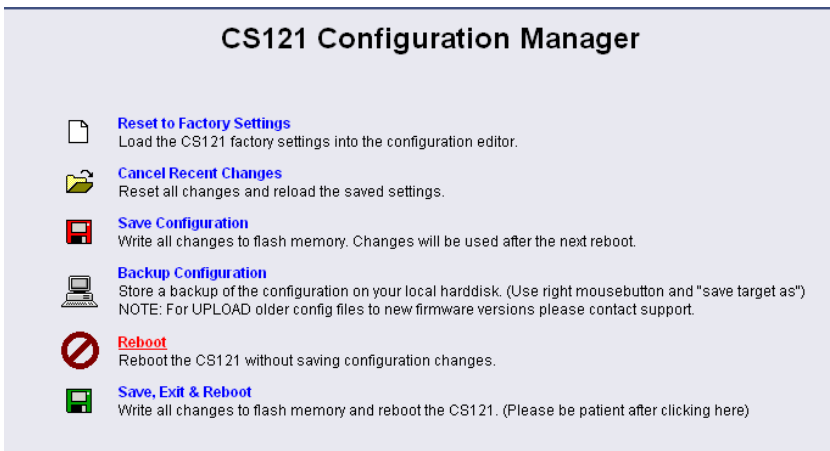 CS121 Configuration Manager
Reset to Factory Settings
Load the CS121 factory settings into the configuration editor.
Cancel Recent Changes
Reset all changes and reload the saved settings.
Save Configuration
Write all changes to flash memory. Changes will be used after the next reboot.
Backup Configuration
Store a backup of the configuration on your local harddisk. (Use right mousebutton and "save target as")
NOTE: For UPLOAD older config files to new firmware versions please contact support.
Reboot
Reboot the CS121 without saving configuration changes.
Save, Exit & Reboot
Write all changes to flash memory and reboot the CS121. (Please be patient after clicking here)